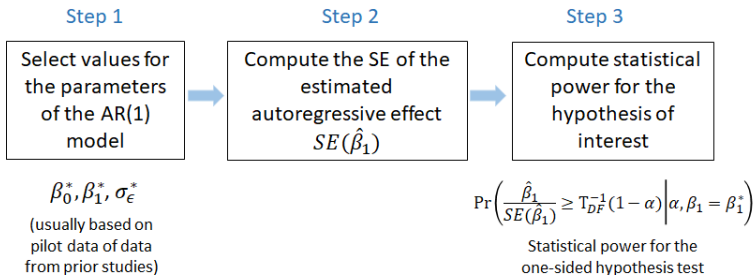 Step 1
Select values for
the parameters
of the AR(1)
model
β₀*, β₁*, σ_ϵ*
(usually based on
pilot data of data
from prior studies)
Step 2
Compute the SE of the
estimated
autoregressive effect
SE(β̂₁)
Step 3
Compute statistical
power for the
hypothesis of
interest
Pr(β̂₁/SE(β̂₁) ≥ T_DF⁻¹(1 − α)|α, β₁ = β₁*)
Statistical power for the
one-sided hypothesis test